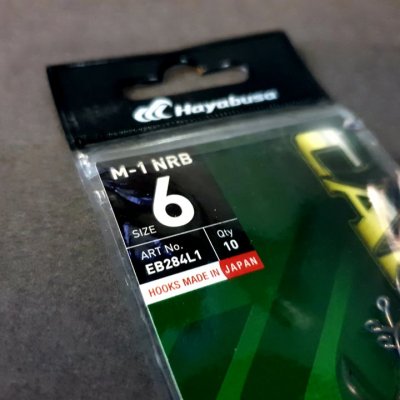 Hayabusa
M-1 NRB
SIZE 6
ART No. EB284L1
Qty 10
HOOKS MADE IN JAPAN